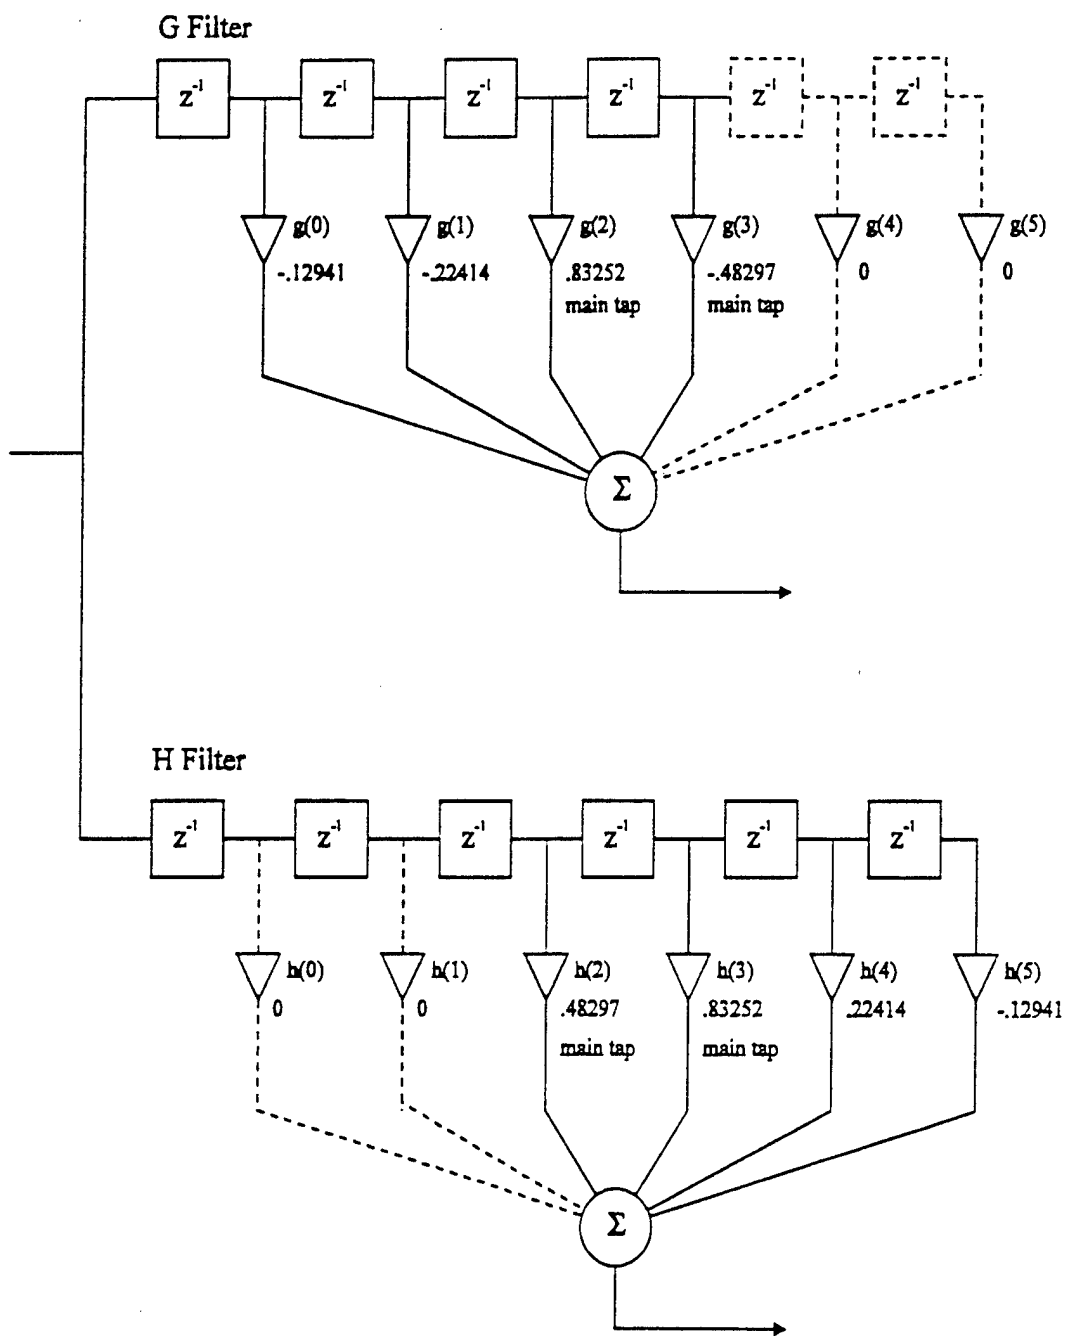 G Filter
z⁻¹ z⁻¹ z⁻¹ z⁻¹ z⁻¹ z⁻¹
g(0) g(1) g(2) g(3) g(4) g(5)
-.12941 -.22414 .83252 -.48297 0 0
main tap main tap
Σ
H Filter
z⁻¹ z⁻¹ z⁻¹ z⁻¹ z⁻¹ z⁻¹
h(0) h(1) h(2) h(3) h(4) h(5)
0 0 .48297 .83252 .22414 -.12941
main tap main tap
Σ